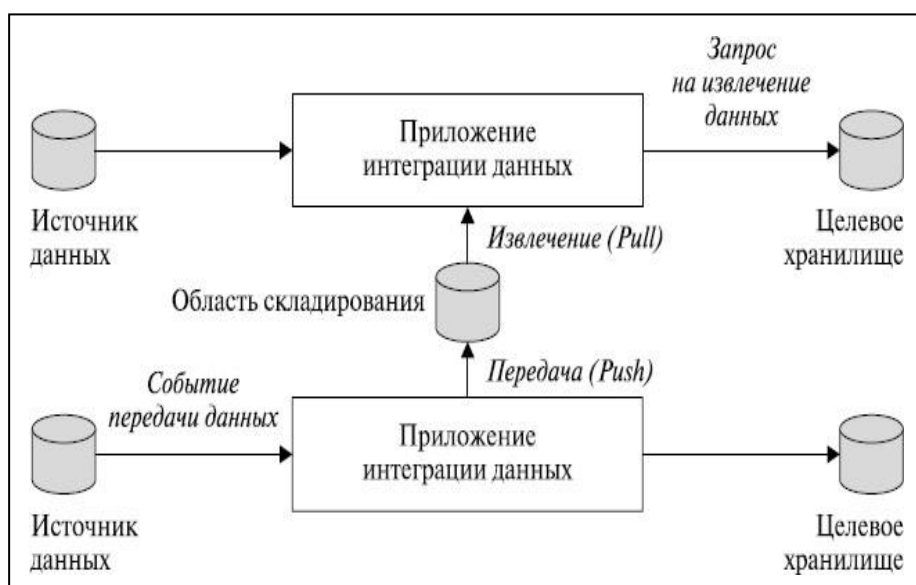 Запрос
на извлечение
данных
Приложение
интеграции данных
Источник
данных
Целевое
хранилище
Извлечение (Pull)
Область складирования
Передача (Push)
Событие
передачи данных
Приложение
интеграции данных
Источник
данных
Целевое
хранилище